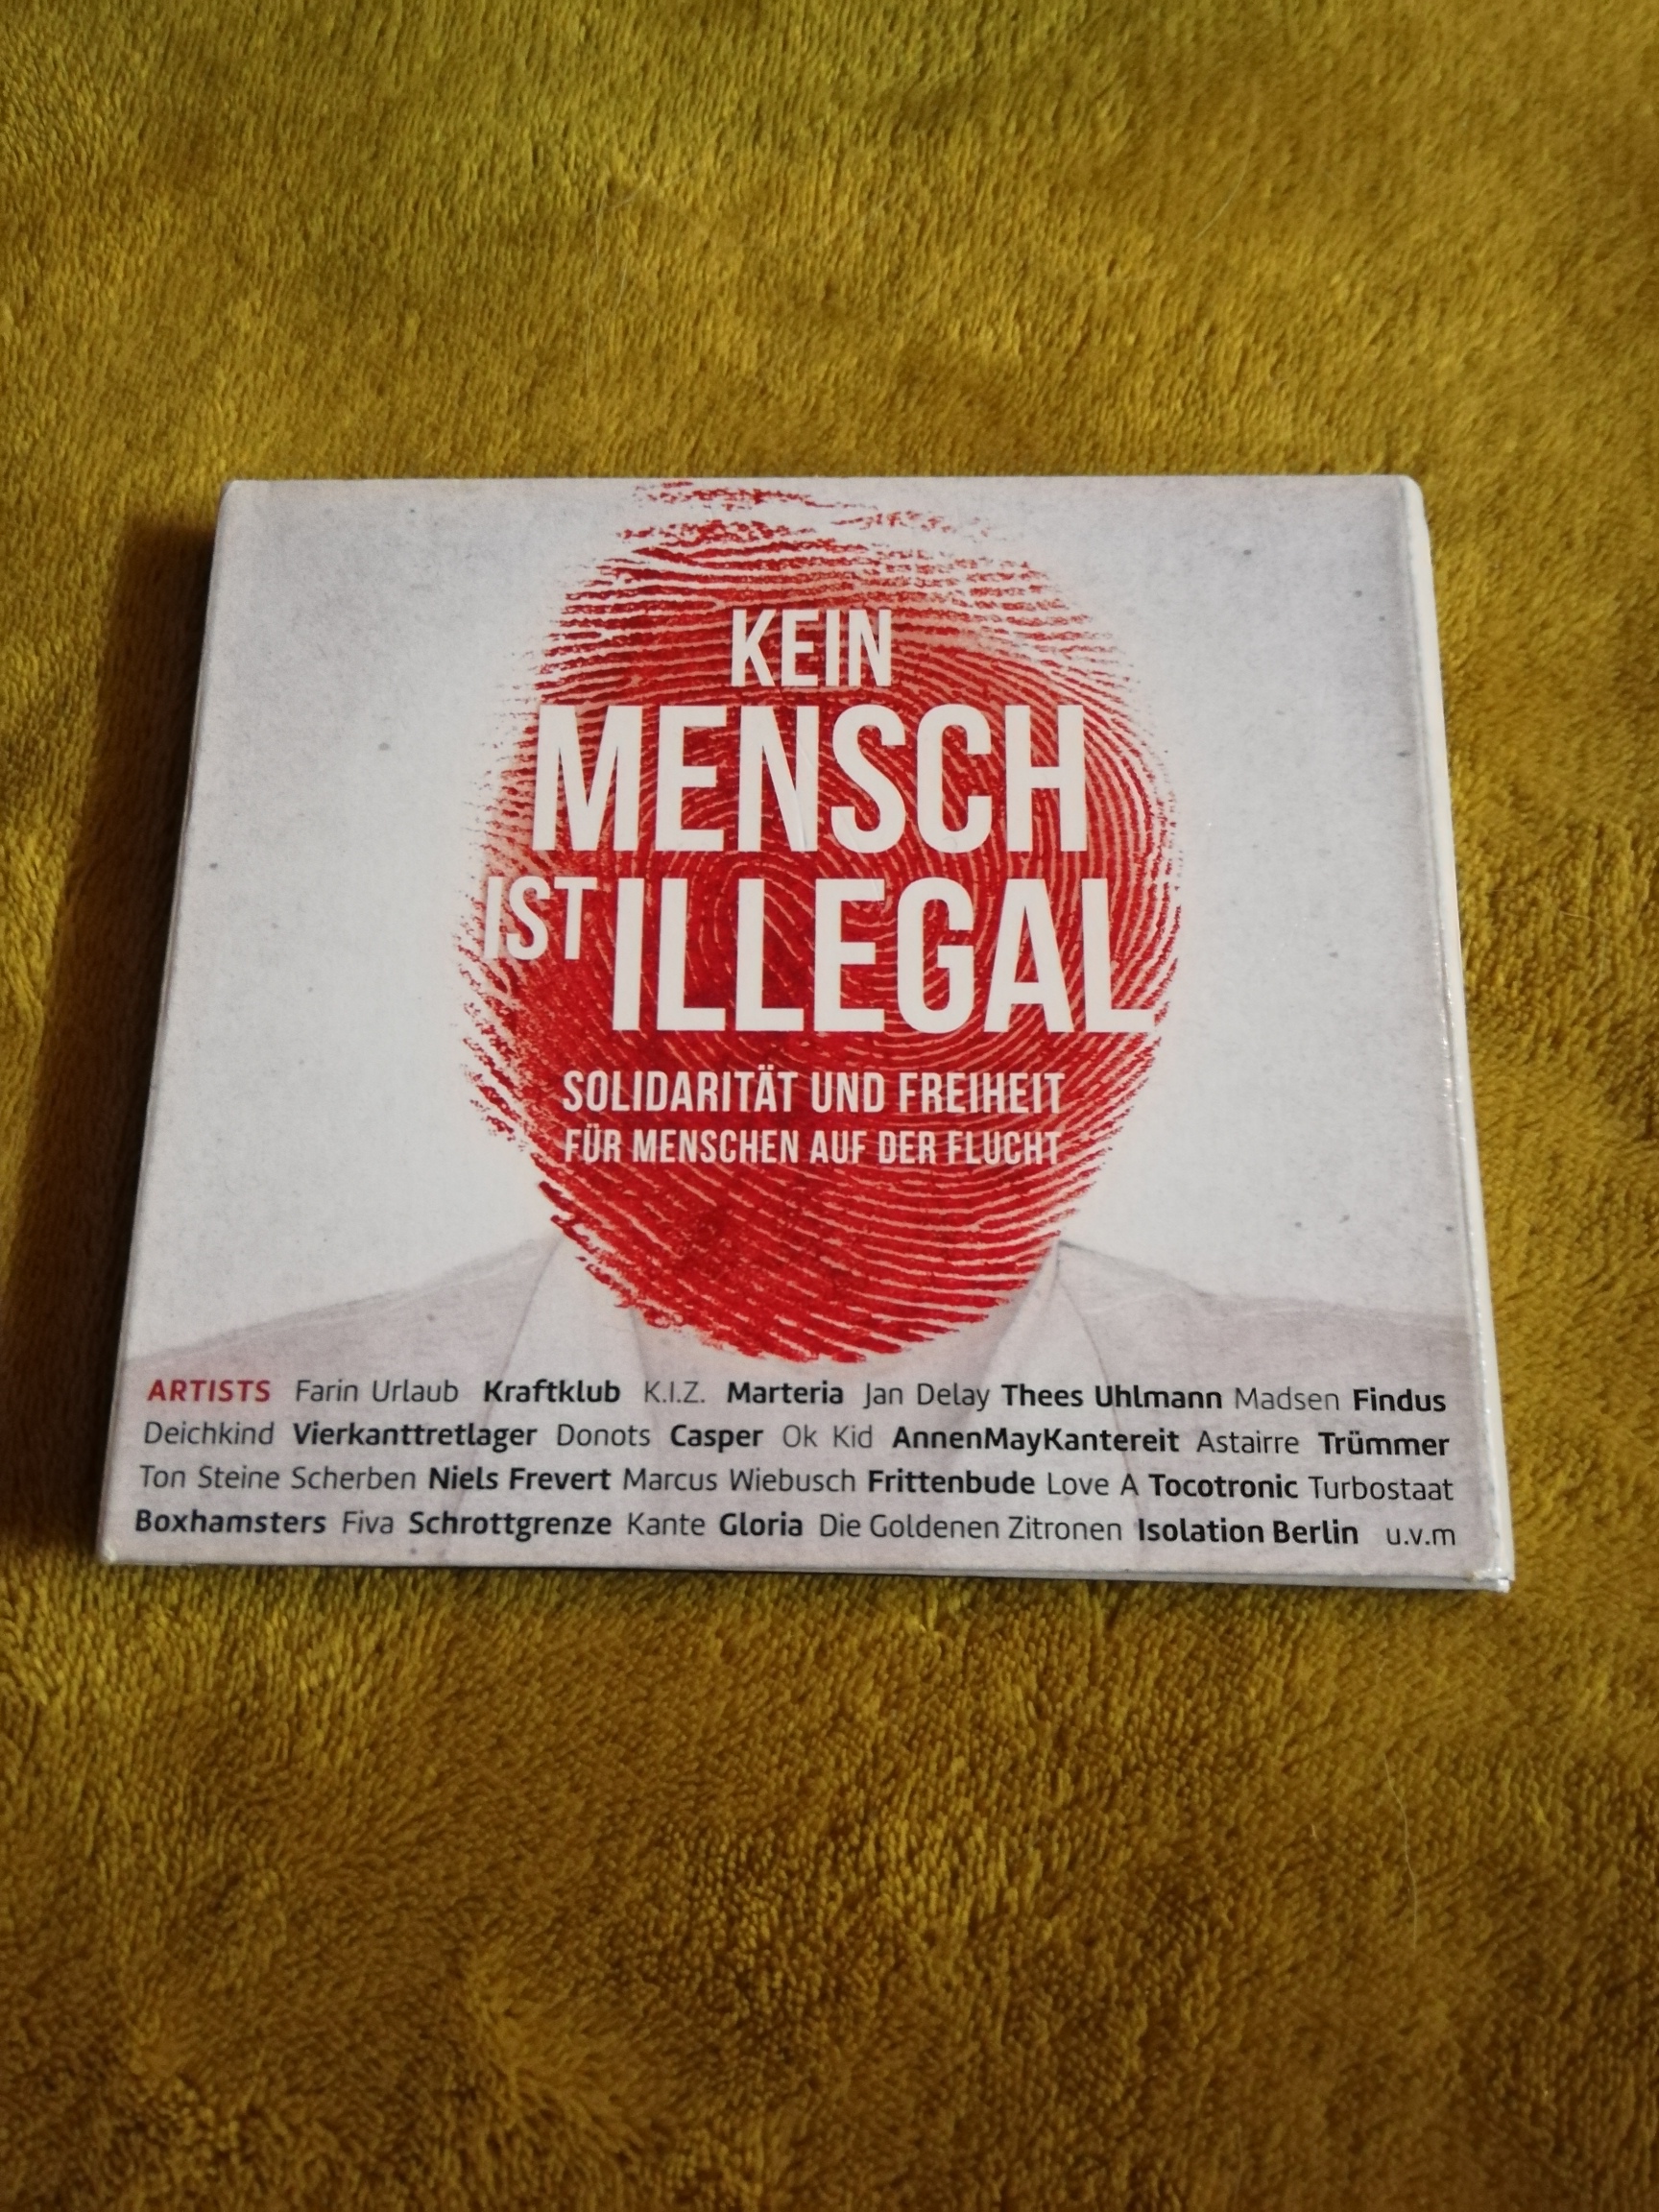 KEIN
MENSCH
IST ILLEGAL
SOLIDARITÄT UND FREIHEIT
FÜR MENSCHEN AUF DER FLUCHT
ARTISTS Farin Urlaub Kraftklub K.I.Z. Marteria Jan Delay Thees Uhlmann Madsen Findus
Deichkind Vierkanttretlager Donots Casper Ok Kid AnnenMayKantereit Astairre Trümmer
Ton Steine Scherben Niels Frevert Marcus Wiebusch Frittenbude Love A Tocotronic Turbostaat
Boxhamsters Fiva Schrottgrenze Kante Gloria Die Goldenen Zitronen Isolation Berlin u.v.m